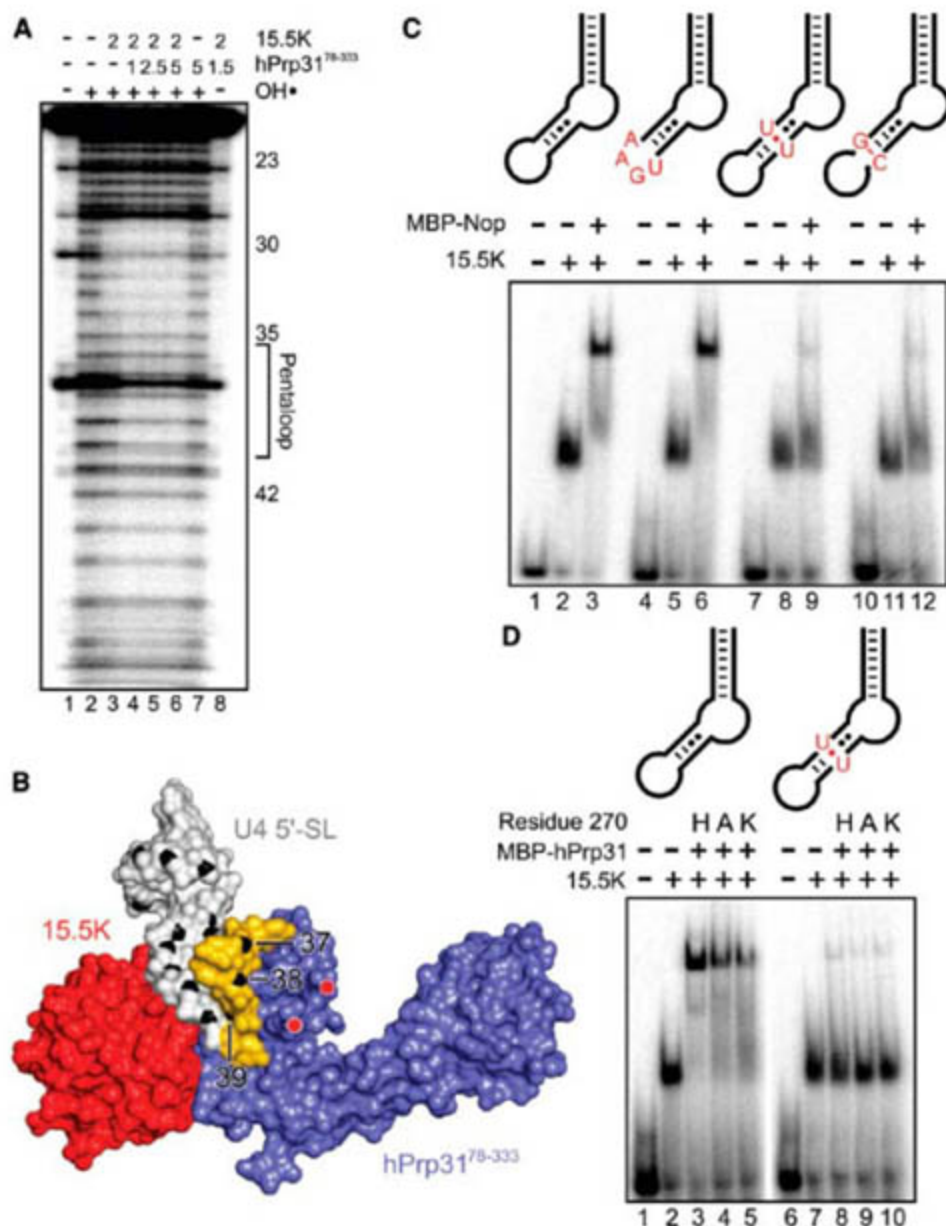 A
- - 2 2 2 2 - 2 15.5K
- - - 1 2.5 5 5 1.5 hPrp31⁷⁸⁻³³³
- + + + + + + - OH•
23
30
35
Pentaloop
42
1 2 3 4 5 6 7 8
B
U4 5'-SL
15.5K
37
38
39
hPrp31⁷⁸⁻³³³
C
A
A
G U
U
U
G
C
MBP-Nop - - + - - + - - + - - +
15.5K - + + - + + - + + - + +
1 2 3 4 5 6 7 8 9 10 11 12
D
U
U
Residue 270 H A K H A K
MBP-hPrp31 - - + + + - - + + +
15.5K - + + + + - + + + +
1 2 3 4 5 6 7 8 9 10